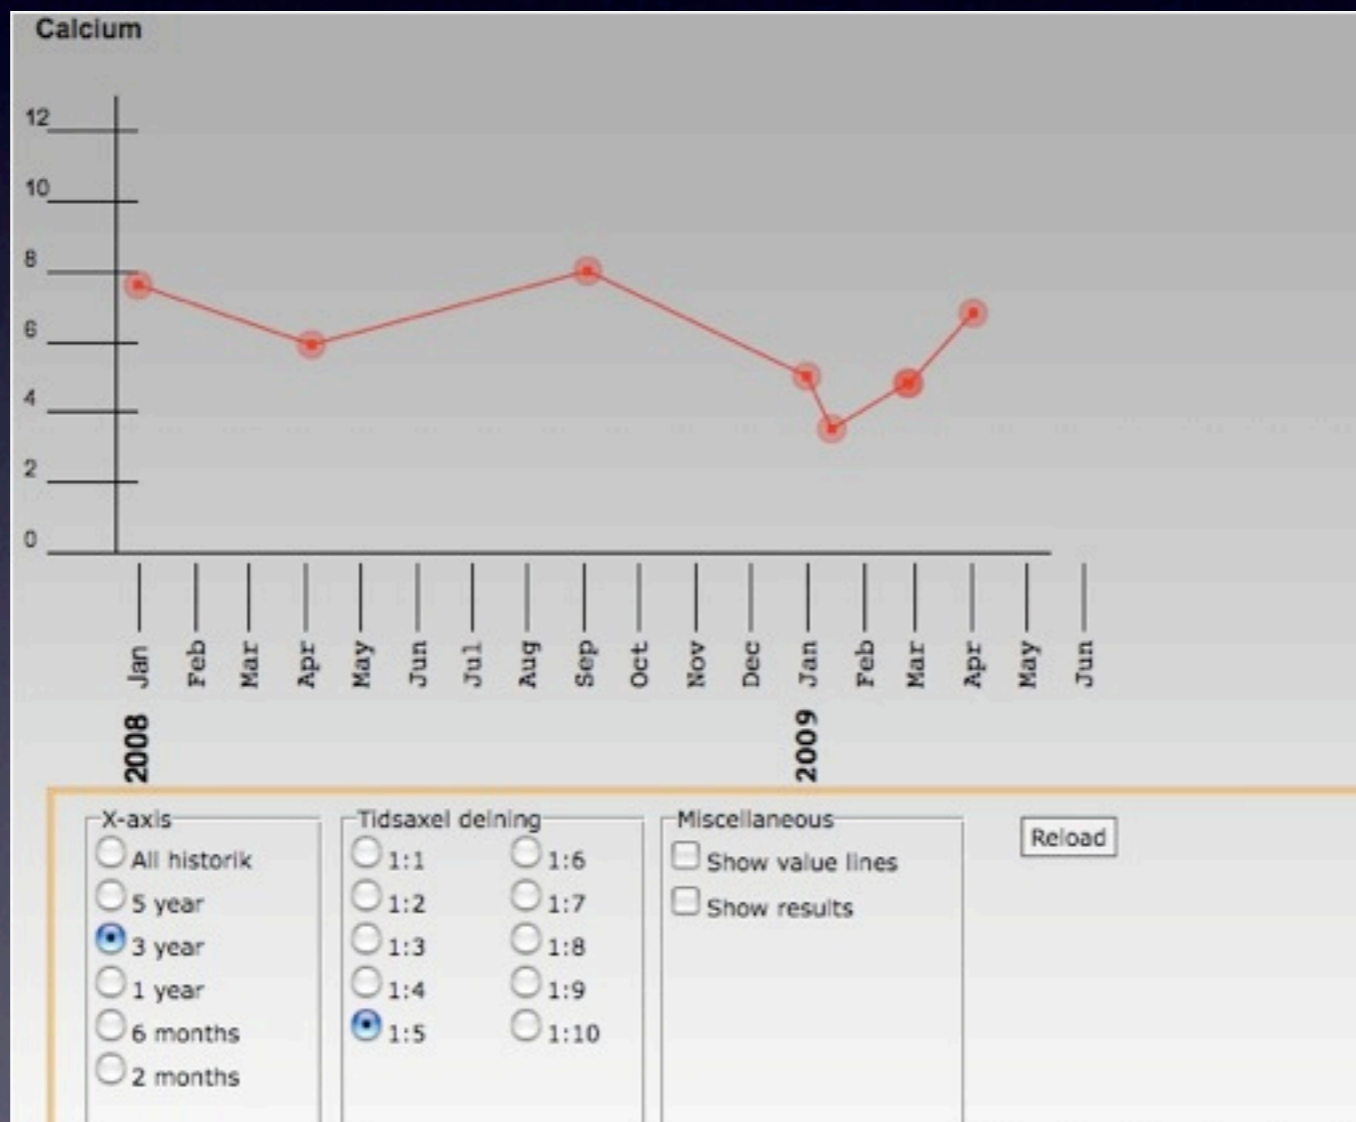 Calcium
12
10
8
6
4
2
0
Jan Feb Mar Apr May Jun Jul Aug Sep Oct Nov Dec Jan Feb Mar Apr May Jun
2008 2009
X-axis
All historik
5 year
3 year
1 year
6 months
2 months
Tidsaxel delning
1:1 1:6
1:2 1:7
1:3 1:8
1:4 1:9
1:5 1:10
Miscellaneous
Show value lines
Show results
Reload